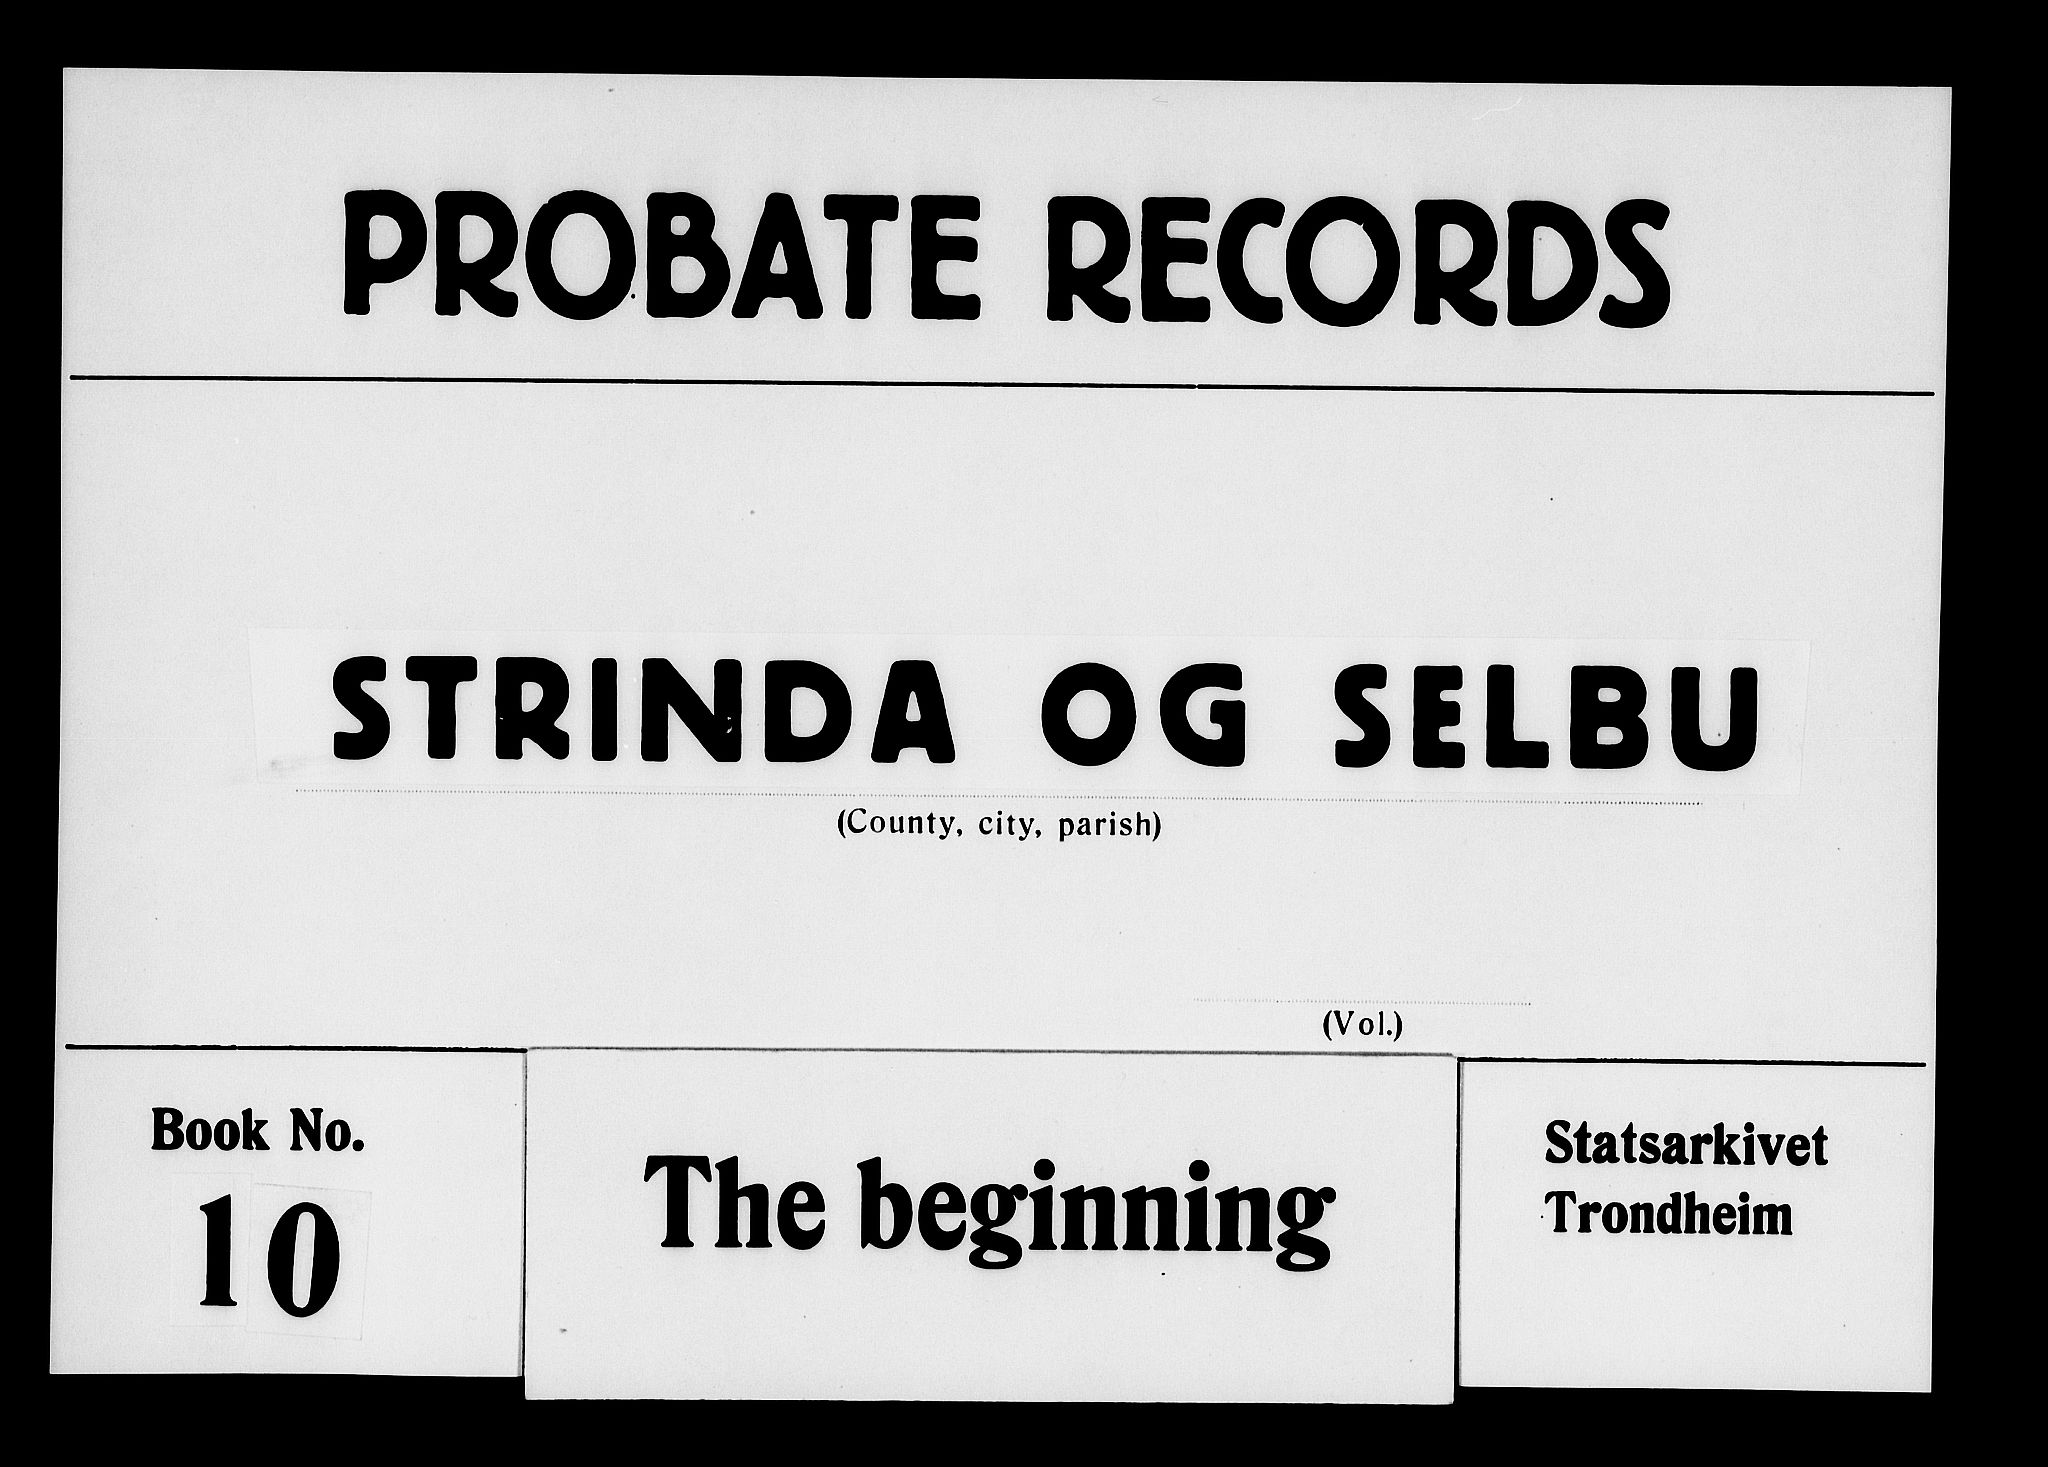 PROBATE RECORDS
STRINDA OG SELBU
(County, city, parish)
(Vol.)
Book No.
10
The beginning
Statsarkivet
Trondheim